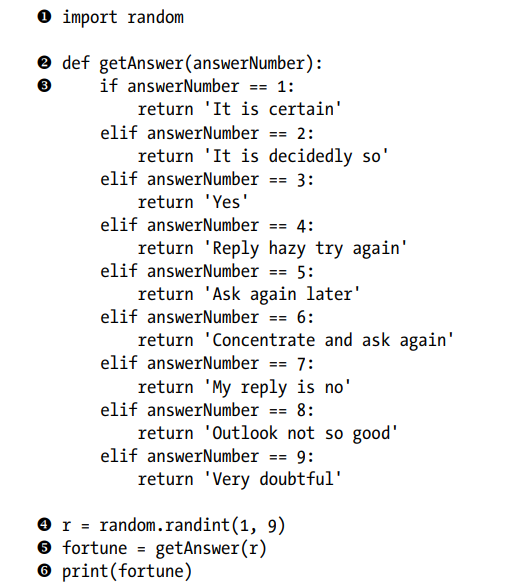 ❶ import random
❷ def getAnswer(answerNumber):
❸     if answerNumber == 1:
        return 'It is certain'
    elif answerNumber == 2:
        return 'It is decidedly so'
    elif answerNumber == 3:
        return 'Yes'
    elif answerNumber == 4:
        return 'Reply hazy try again'
    elif answerNumber == 5:
        return 'Ask again later'
    elif answerNumber == 6:
        return 'Concentrate and ask again'
    elif answerNumber == 7:
        return 'My reply is no'
    elif answerNumber == 8:
        return 'Outlook not so good'
    elif answerNumber == 9:
        return 'Very doubtful'
❹ r = random.randint(1, 9)
❺ fortune = getAnswer(r)
❻ print(fortune)